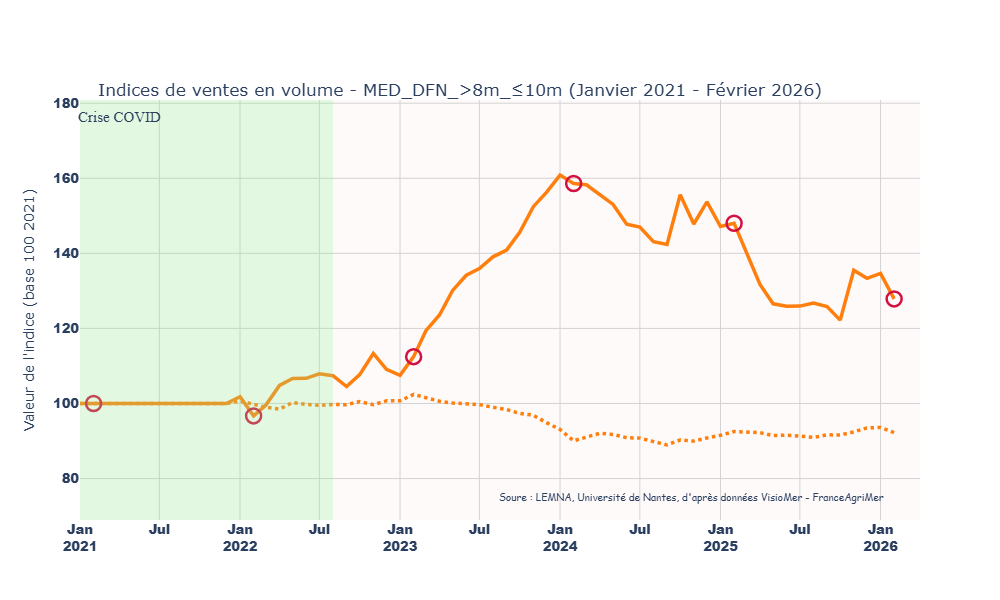 Indices de ventes en volume - MED_DFN_>8m_≤10m (Janvier 2021 - Février 2026)
Crise COVID
Valeur de l'indice (base 100 2021)
180
160
140
120
100
80
Soure : LEMNA, Université de Nantes, d'après données VisioMer - FranceAgriMer
Jan Jul Jan Jul Jan Jul Jan Jul Jan Jul Jan
2021 2022 2023 2024 2025 2026